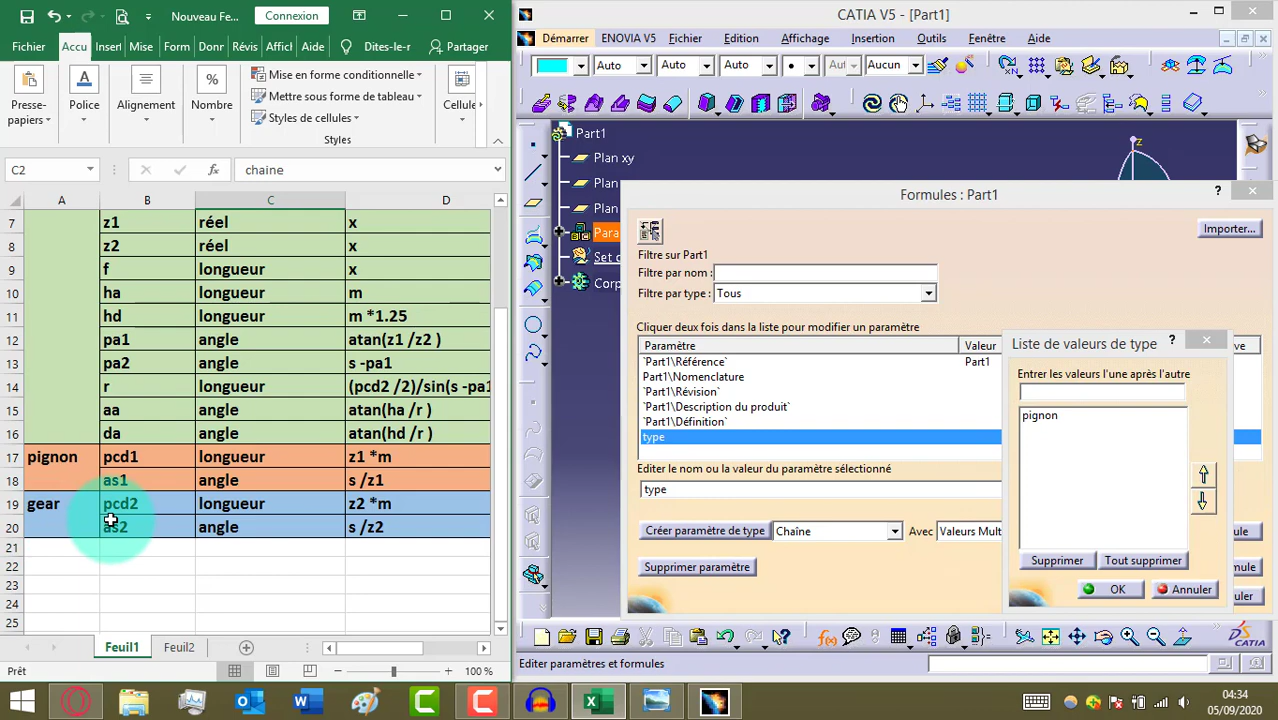 Nouveau Fe...
Connexion
Fichier Accu Insert Mise Form Donr Révis Affich Aide Dites-le-r Partager
Presse-papiers
Police
Alignement
Nombre
Mise en forme conditionnelle
Mettre sous forme de tableau
Styles de cellules
Styles
Cellule
C2 fx chaine
A B C D
7 z1 réel x
8 z2 réel x
9 f longueur x
10 ha longueur m
11 hd longueur m *1.25
12 pa1 angle atan(z1 /z2 )
13 pa2 angle s -pa1
14 r longueur (pcd2 /2)/sin(s -pa1
15 aa angle atan(ha /r )
16 da angle atan(hd /r )
17 pignon pcd1 longueur z1 *m
18 as1 angle s /z1
19 gear pcd2 longueur z2 *m
20 as2 angle s /z2
21
22
23
24
25
Feuil1 Feuil2
Prêt 100 %
CATIA V5 - [Part1]
Démarrer ENOVIA V5 Fichier Edition Affichage Insertion Outils Fenêtre Aide
Auto Auto Auto Aut Aucun
Part1
Plan xy
Plan
Plan
Para
Set c
Corp
z
Formules : Part1
Importer...
Filtre sur Part1
Filtre par nom :
Filtre par type : Tous
Cliquer deux fois dans la liste pour modifier un paramètre
Paramètre Valeur
`Part1\Référence` Part1
Part1\Nomenclature
`Part1\Révision`
`Part1\Description du produit`
`Part1\Définition`
type
Editer le nom ou la valeur du paramètre sélectionné
type
Créer paramètre de type Chaîne Avec Valeurs Mult
Supprimer paramètre
Liste de valeurs de type
Entrer les valeurs l'une après l'autre
pignon
Supprimer Tout supprimer
OK Annuler
Editer paramètres et formules
04:34
05/09/2020